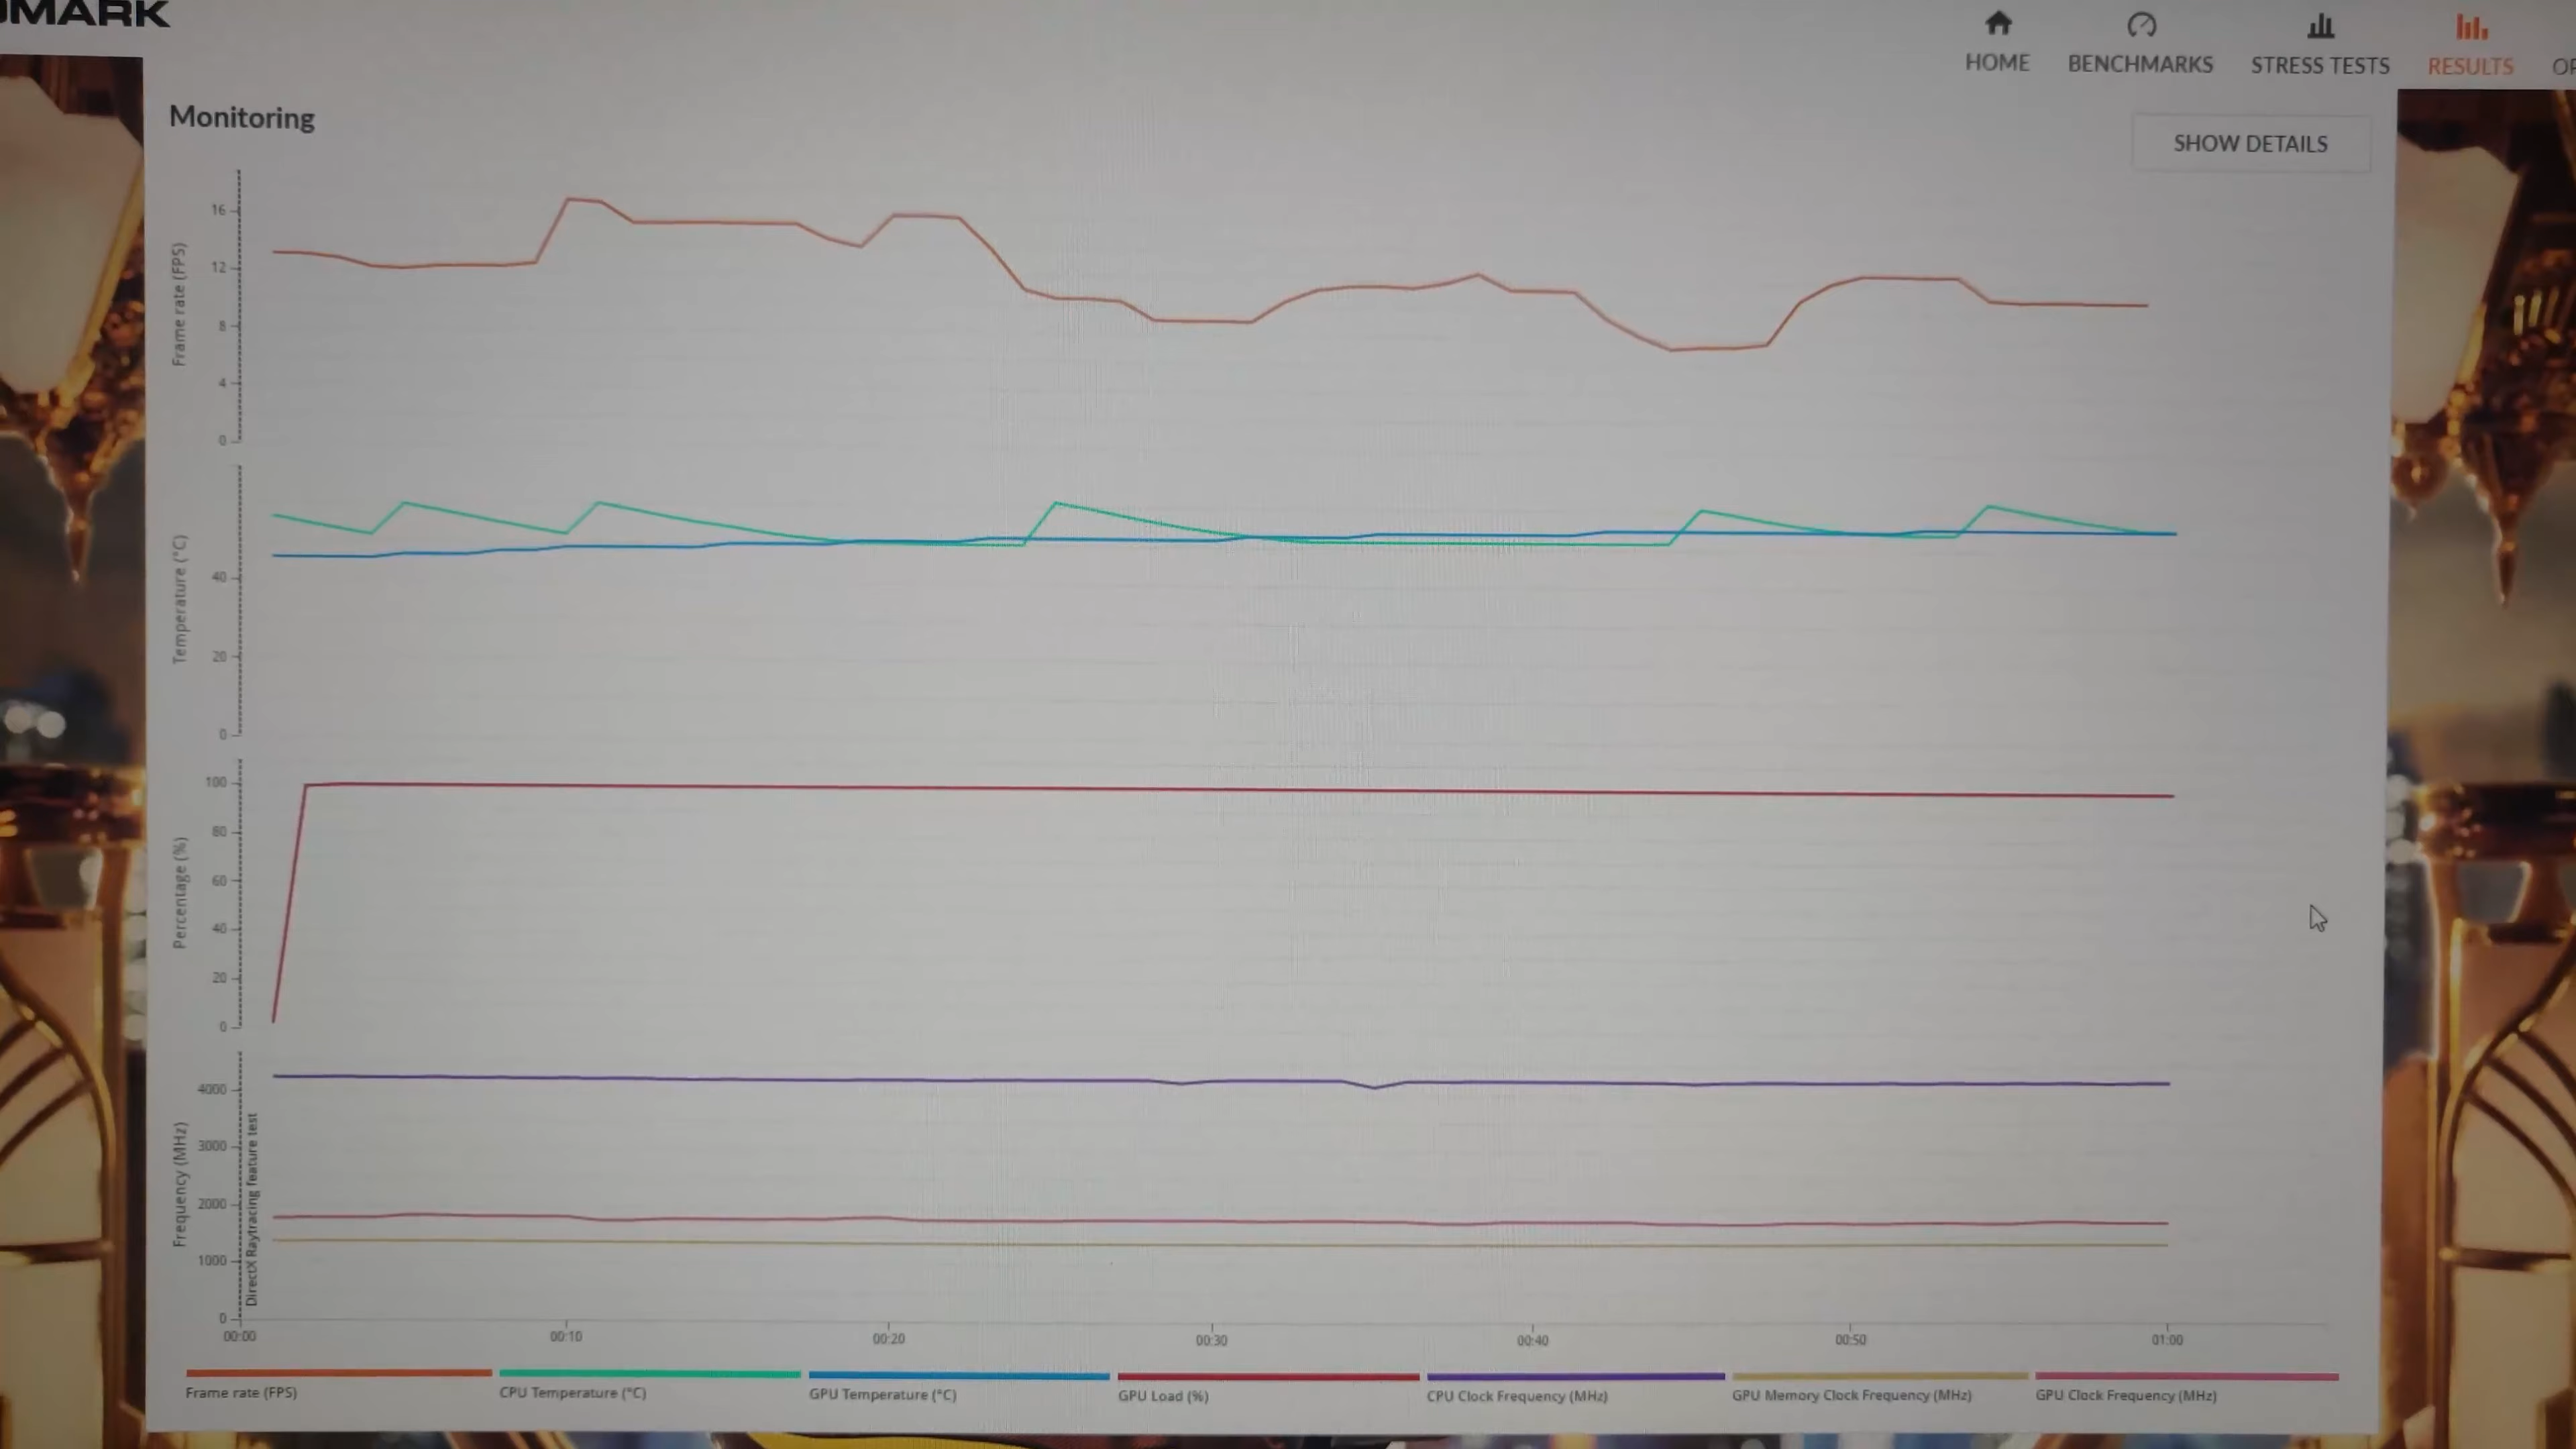 DMARK
HOME
BENCHMARKS
STRESS TESTS
RESULTS
Monitoring
SHOW DETAILS
Frame rate (FPS)
16
12
8
4
0
Temperature (°C)
40
20
0
Percentage (%)
100
80
60
40
20
0
Frequency (MHz)
4000
3000
2000
1000
0
DirectX Raytracing feature test
00:00
00:10
00:20
00:30
00:40
00:50
01:00
Frame rate (FPS)
CPU Temperature (°C)
GPU Temperature (°C)
GPU Load (%)
CPU Clock Frequency (MHz)
GPU Memory Clock Frequency (MHz)
GPU Clock Frequency (MHz)